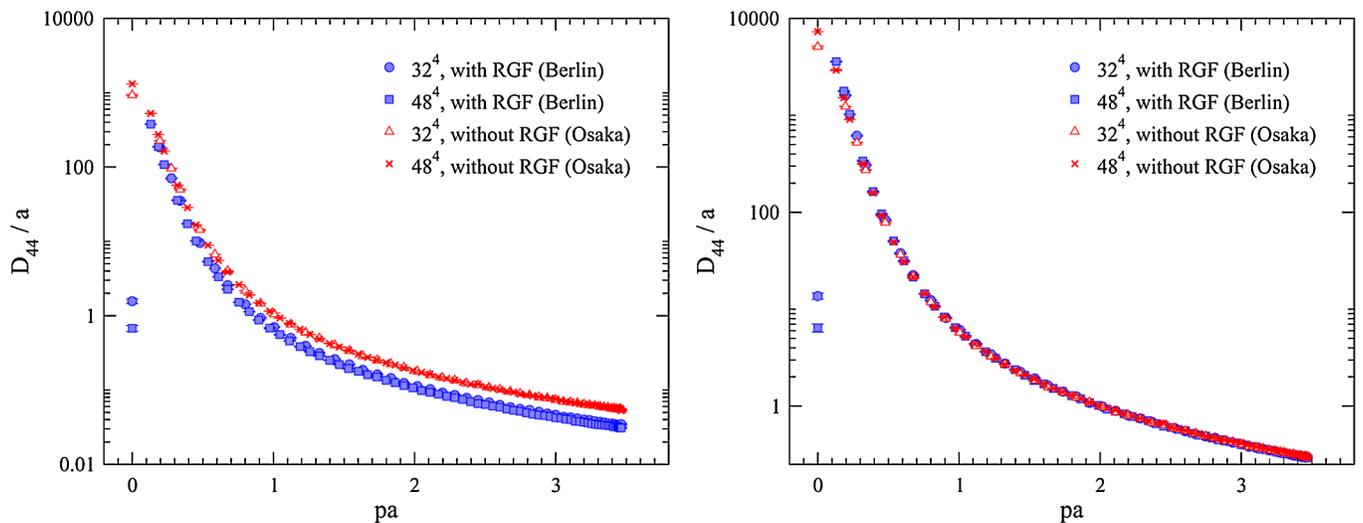 10000
100
1
0.01
D44 / a
0
1
2
3
pa
32^4, with RGF (Berlin)
48^4, with RGF (Berlin)
32^4, without RGF (Osaka)
48^4, without RGF (Osaka)
10000
100
1
D44 / a
0
1
2
3
pa
32^4, with RGF (Berlin)
48^4, with RGF (Berlin)
32^4, without RGF (Osaka)
48^4, without RGF (Osaka)